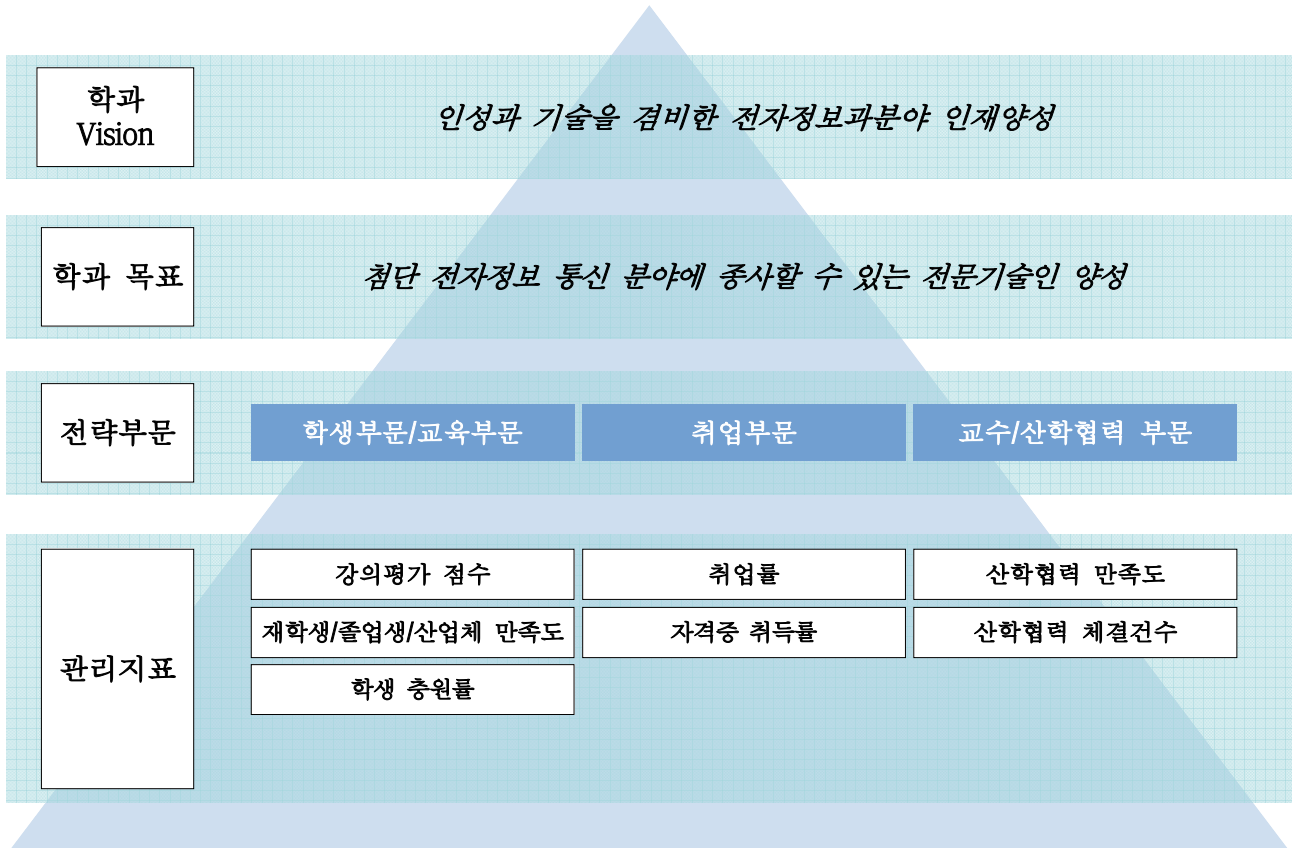 학과
Vision
인성과 기술을 겸비한 전자정보과분야 인재양성
학과 목표
첨단 전자정보 통신 분야에 종사할 수 있는 전문기술인 양성
전략부문
학생부문/교육부문
취업부문
교수/산학협력 부문
관리지표
강의평가 점수
취업률
산학협력 만족도
재학생/졸업생/산업체 만족도
자격증 취득률
산학협력 체결건수
학생 충원률